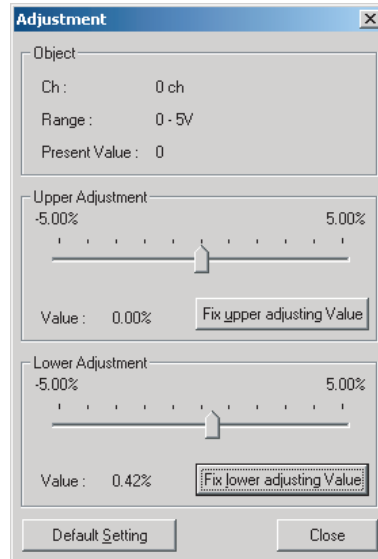 Adjustment
Object
Ch : 0 ch
Range : 0 - 5V
Present Value : 0
Upper Adjustment
-5.00% 5.00%
Value : 0.00% Fix upper adjusting Value
Lower Adjustment
-5.00% 5.00%
Value : 0.42% Fix lower adjusting Value
Default Setting Close